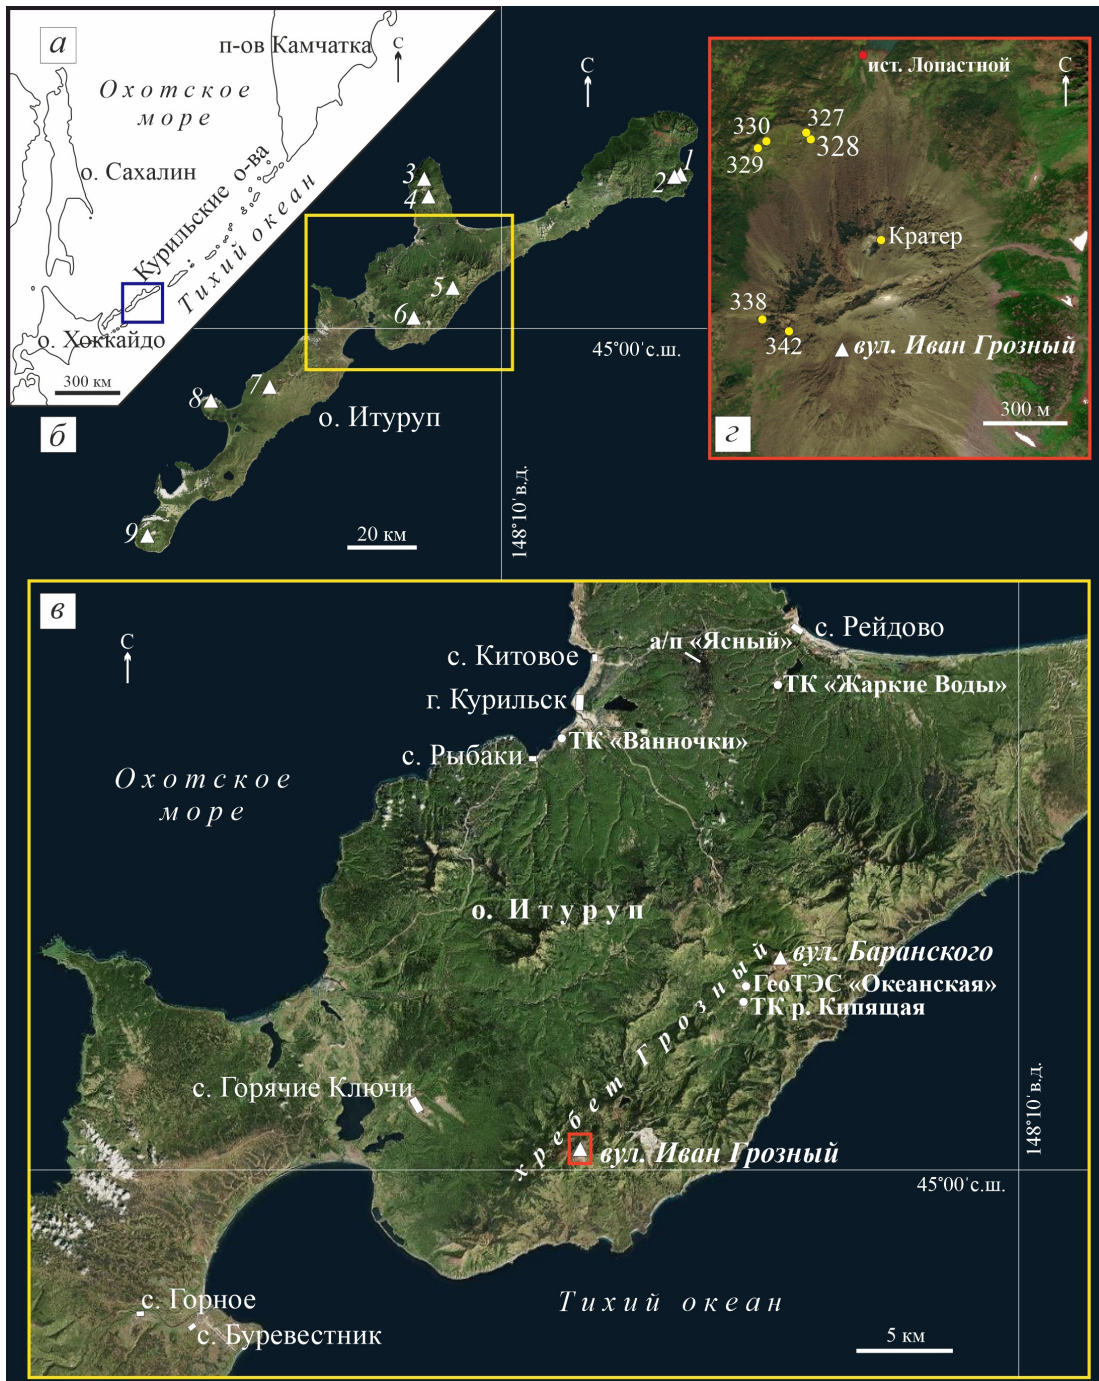 а
п-ов Камчатка
С
Охотское
море
о. Сахалин
Курильские о-ва
Тихий океан
о. Хоккайдо
300 км
б
С
1
2
3
4
5
6
7
8
9
45°00'с.ш.
о. Итуруп
148°10'в.д.
20 км
ист. Лопастной
С
330
327
328
329
Кратер
338
342
вул. Иван Грозный
300 м
г
в
С
с. Рейдово
а/п «Ясный»
с. Китовое
ТК «Жаркие Воды»
г. Курильск
ТК «Ванночки»
с. Рыбаки
Охотское
море
о. Итуруп
вул. Баранского
ГеоТЭС «Океанская»
ТК р. Кипящая
хребет Грозный
с. Горячие Ключи
вул. Иван Грозный
148°10'в.д.
45°00'с.ш.
с. Горное
с. Буревестник
Тихий океан
5 км